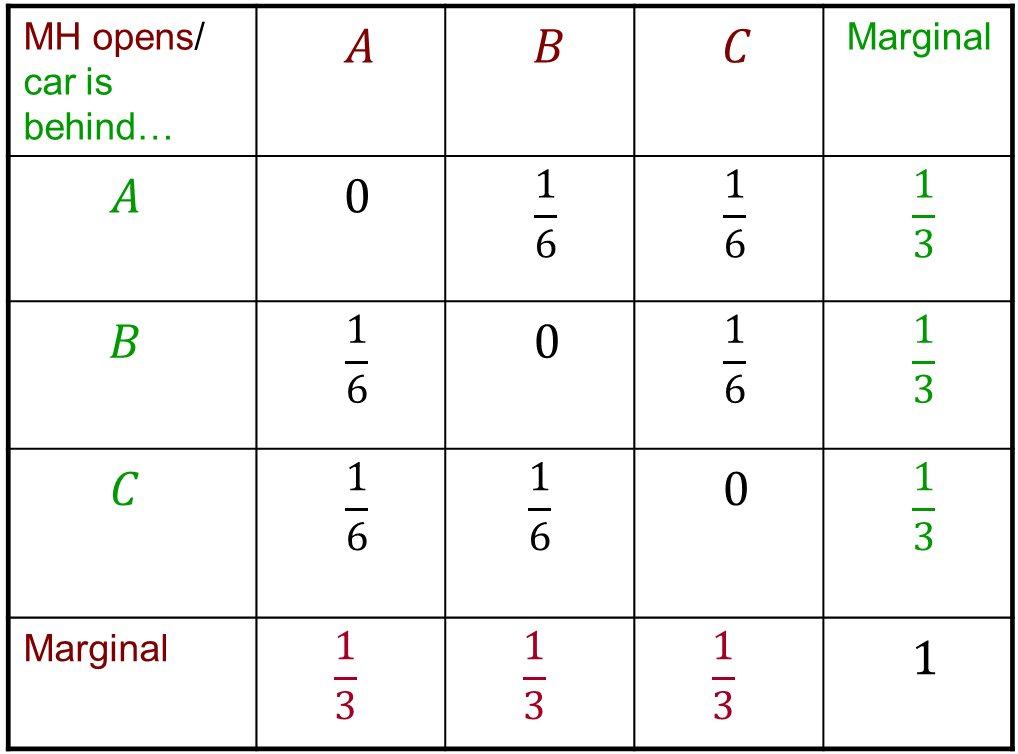 MH opens/ A B C Marginal
car is
behind…
A 0 1/6 1/6 1/3
B 1/6 0 1/6 1/3
C 1/6 1/6 0 1/3
Marginal 1/3 1/3 1/3 1